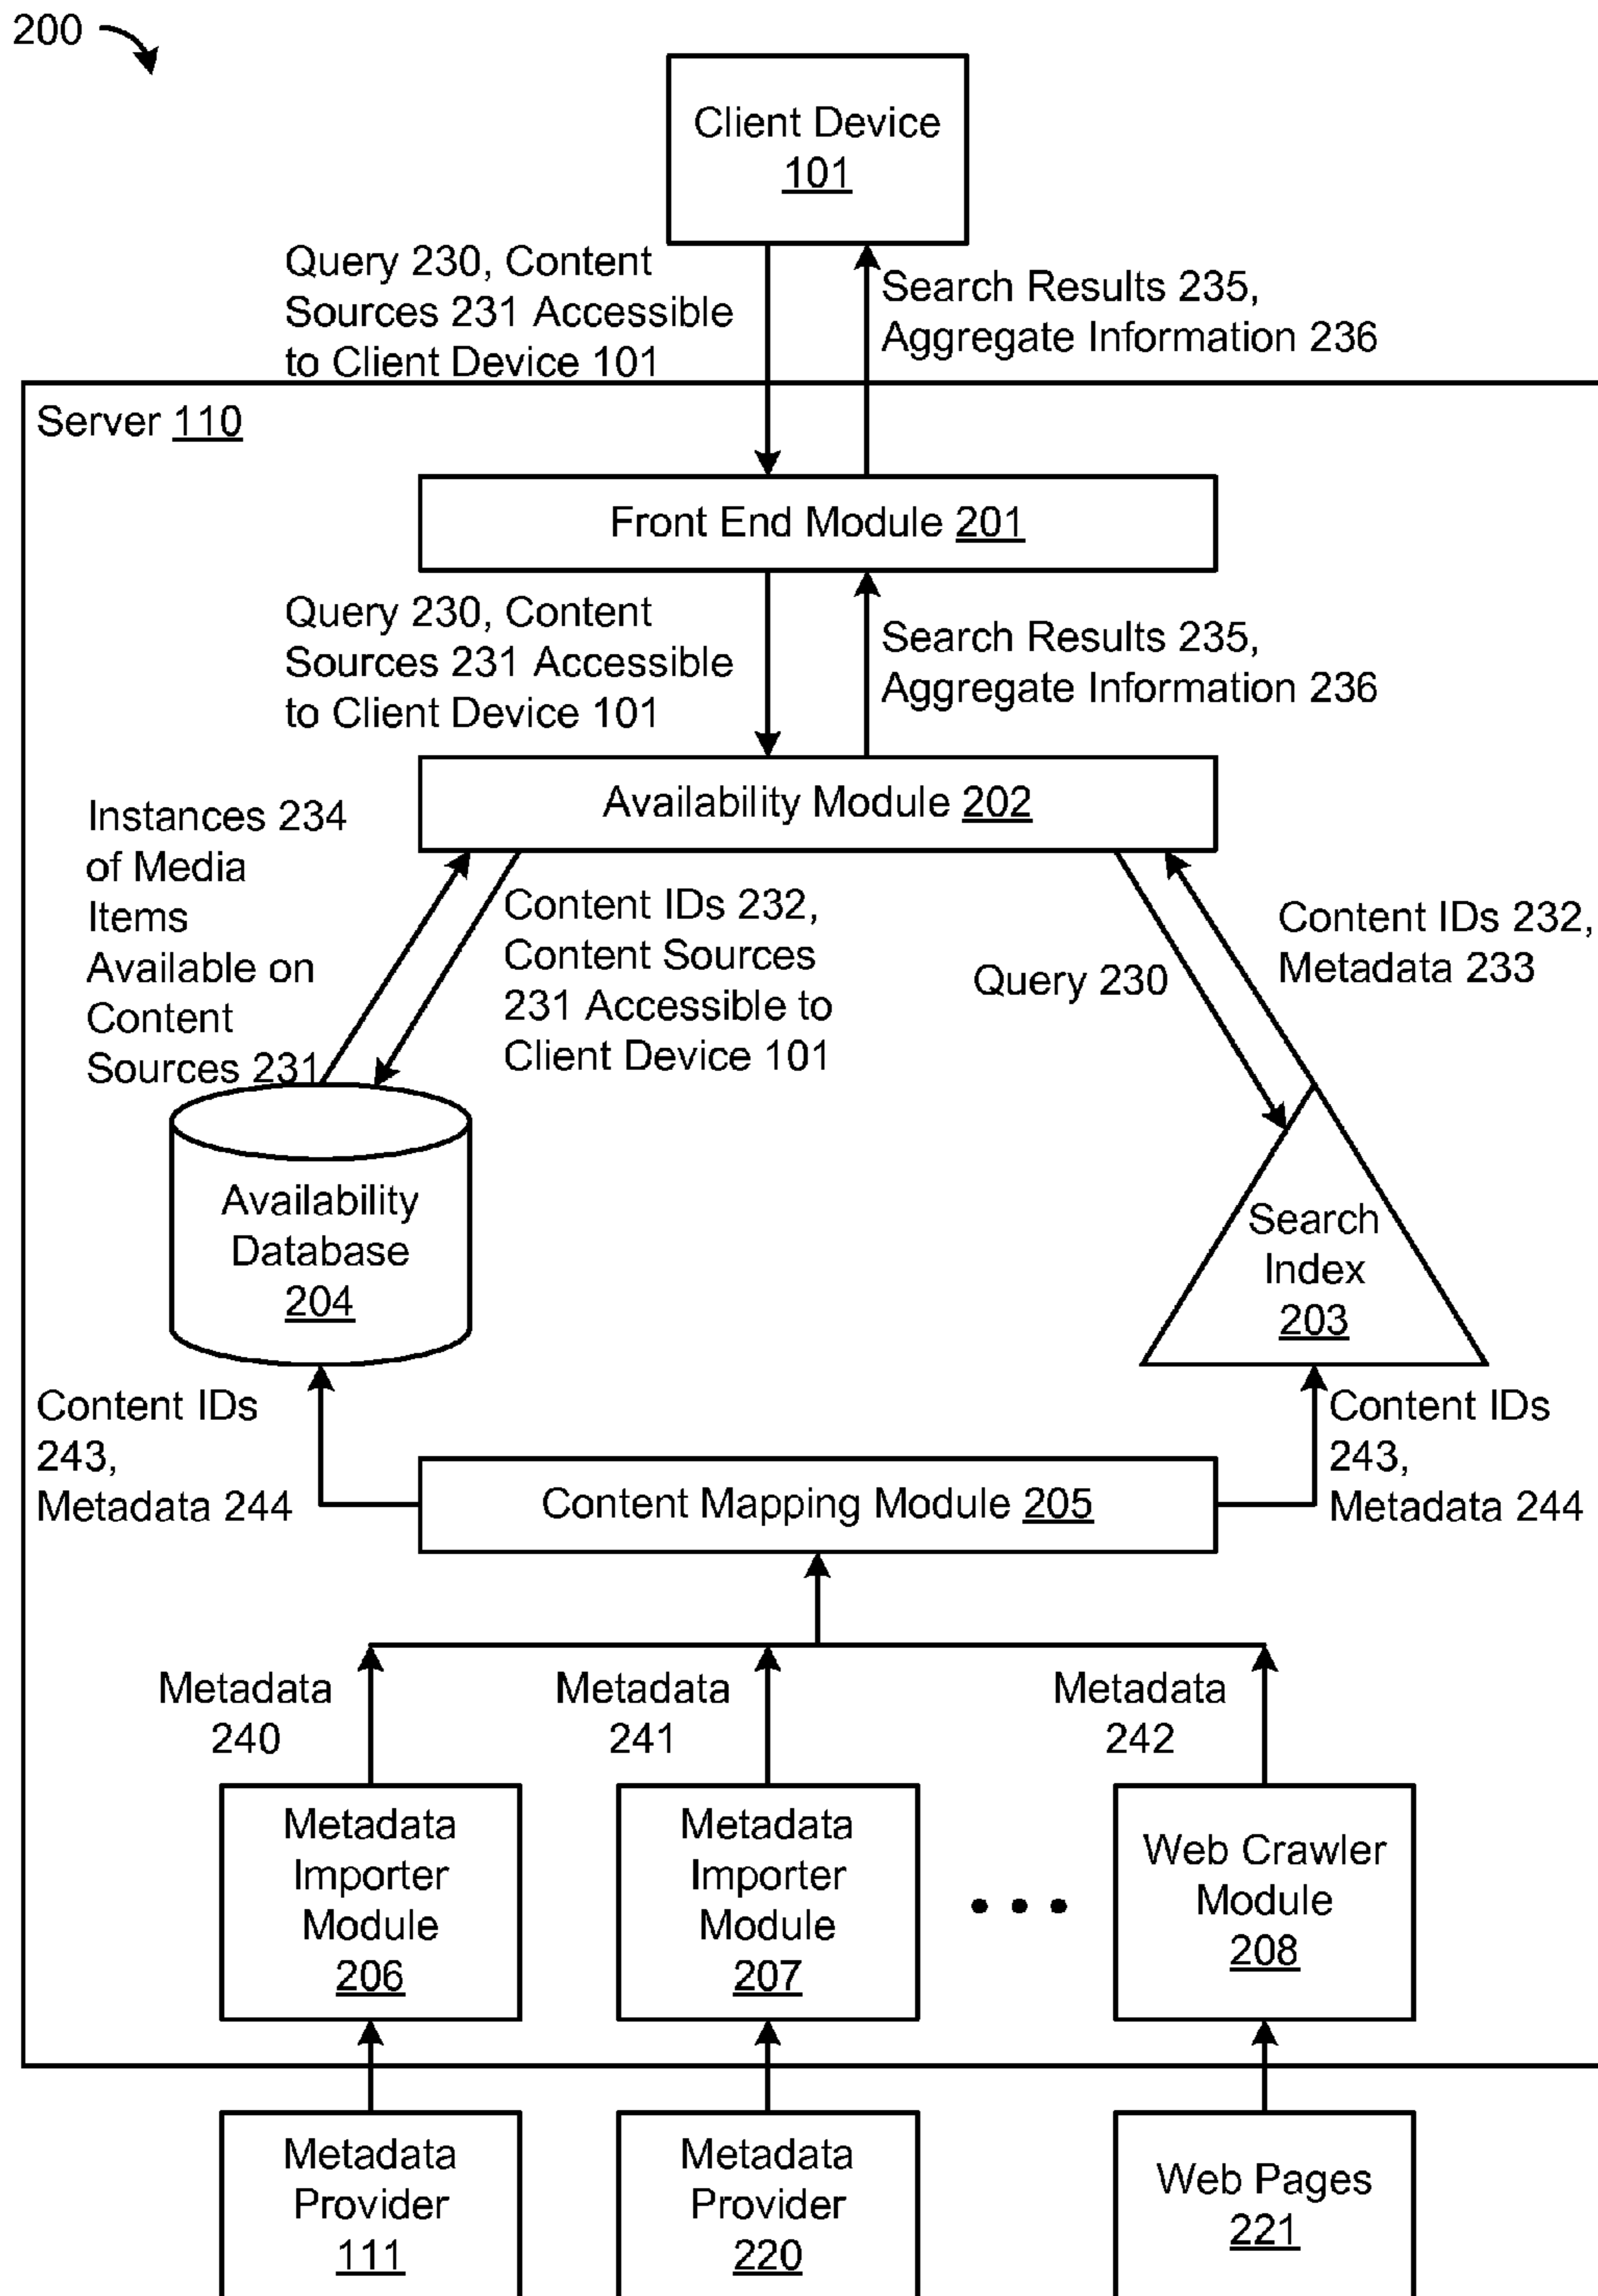 200
Client Device
101
Query 230, Content
Sources 231 Accessible
to Client Device 101
Search Results 235,
Aggregate Information 236
Server 110
Front End Module 201
Query 230, Content
Sources 231 Accessible
to Client Device 101
Search Results 235,
Aggregate Information 236
Availability Module 202
Instances 234
of Media
Items
Available on
Content
Sources 231
Content IDs 232,
Content Sources
231 Accessible to
Client Device 101
Query 230
Content IDs 232,
Metadata 233
Availability
Database
204
Search
Index
203
Content IDs
243,
Metadata 244
Content Mapping Module 205
Content IDs
243,
Metadata 244
Metadata
240
Metadata
241
Metadata
242
Metadata
Importer
Module
206
Metadata
Importer
Module
207
Web Crawler
Module
208
Metadata
Provider
111
Metadata
Provider
220
Web Pages
221